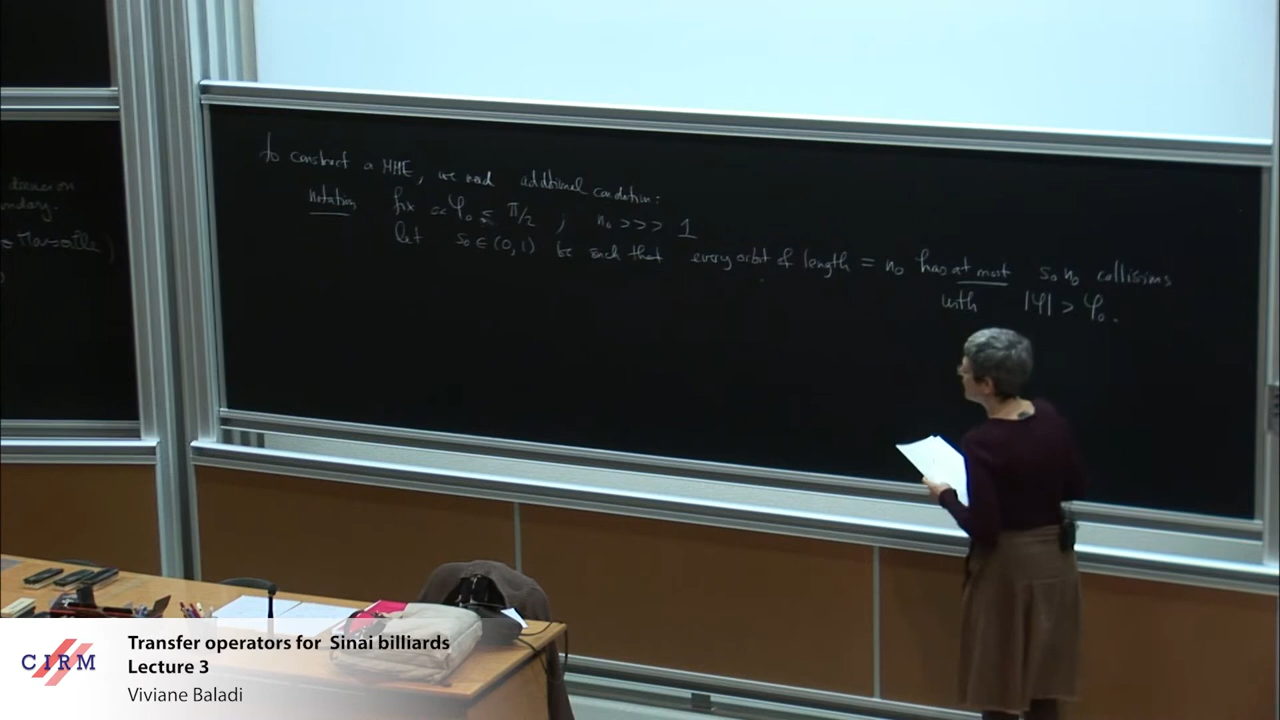 to construct a MME, we need additional condition:
notation fix φ₀ ≤ π/2 ; n₀ >>> 1
let s₀ ∈ (0,1) be such that every orbit of length = n₀ has at most s₀ n₀ collisions
with |φ| > φ₀.
CIRM
Transfer operators for Sinai billiards
Lecture 3
Viviane Baladi